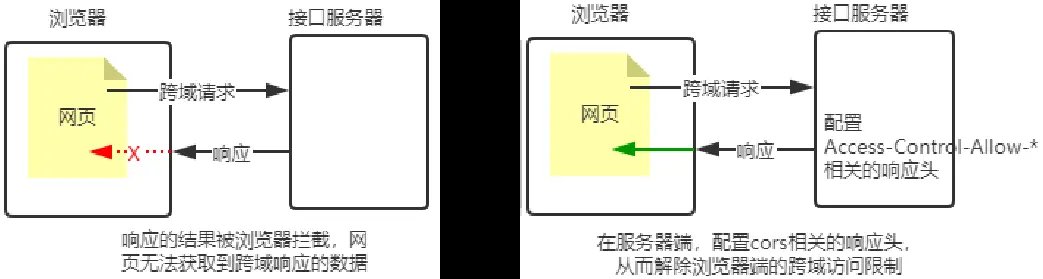 浏览器
接口服务器
网页
跨域请求
X
响应
响应的结果被浏览器拦截，网
页无法获取到跨域响应的数据
浏览器
接口服务器
网页
跨域请求
响应
配置
Access-Control-Allow-*
相关的响应头
在服务器端，配置cors相关的响应头，
从而解除浏览器端的跨域访问限制